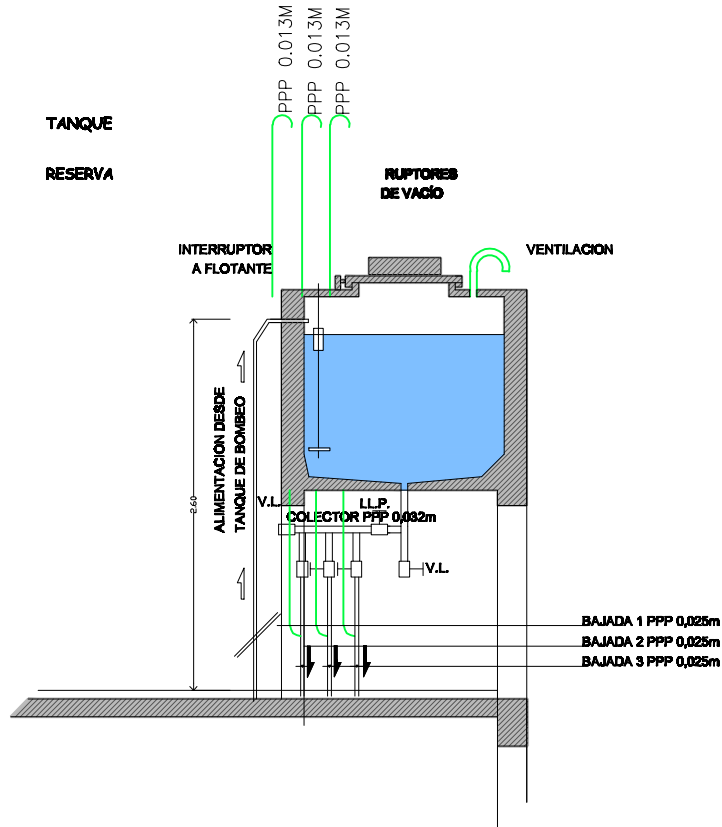 PPP 0.013M
PPP 0.013M
PPP 0.013M
TANQUE
RESERVA
RUPTORES
DE VACÍO
INTERRUPTOR
A FLOTANTE
VENTILACION
ALIMENTACION DESDE
TANQUE DE BOMBEO
2.60
V.L.
LL.P.
COLECTOR PPP 0,032m
V.L.
BAJADA 1 PPP 0,025m
BAJADA 2 PPP 0,025m
BAJADA 3 PPP 0,025m